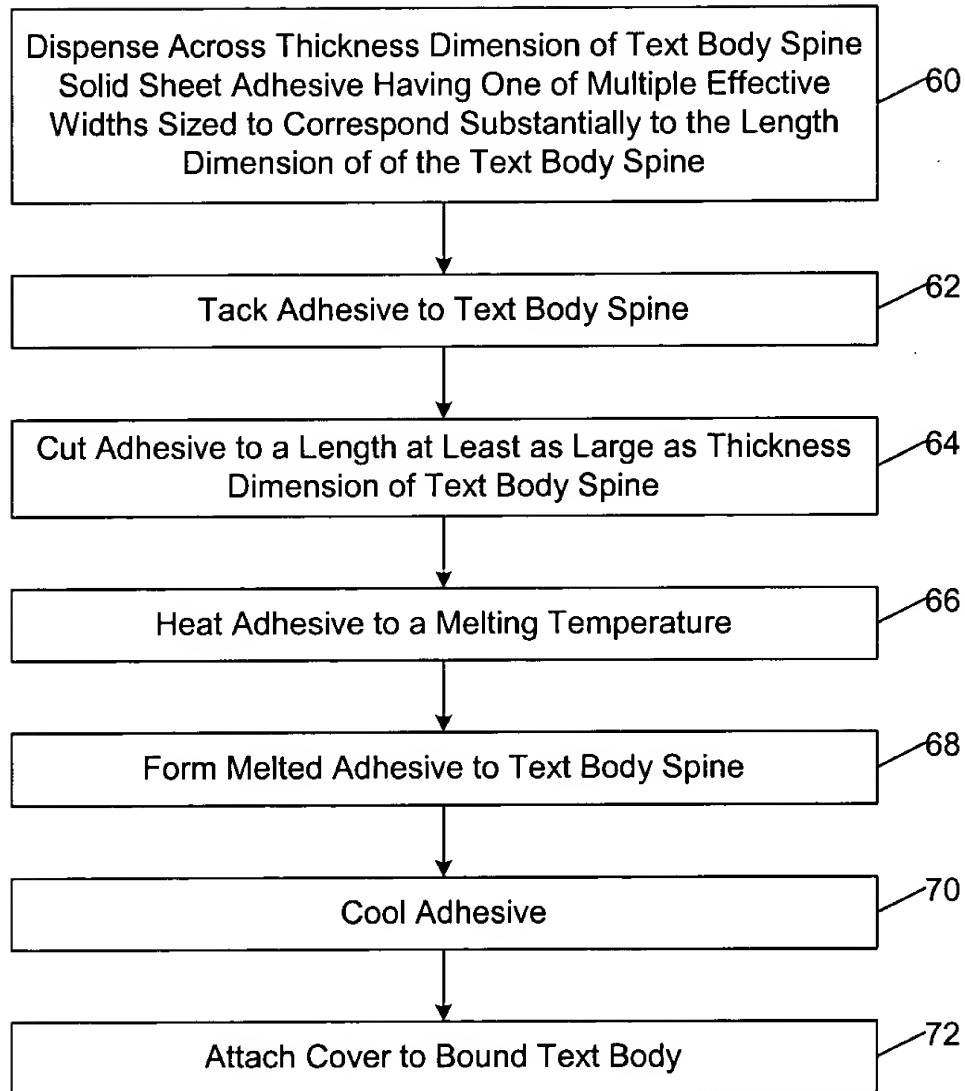 Dispense Across Thickness Dimension of Text Body Spine
Solid Sheet Adhesive Having One of Multiple Effective
Widths Sized to Correspond Substantially to the Length
Dimension of of the Text Body Spine
60
Tack Adhesive to Text Body Spine
62
Cut Adhesive to a Length at Least as Large as Thickness
Dimension of Text Body Spine
64
Heat Adhesive to a Melting Temperature
66
Form Melted Adhesive to Text Body Spine
68
Cool Adhesive
70
Attach Cover to Bound Text Body
72